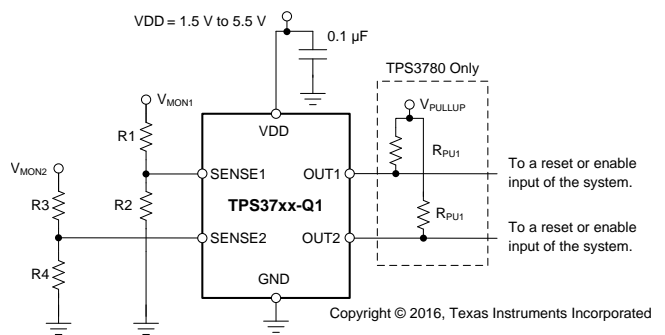 VDD = 1.5 V to 5.5 V
0.1 µF
TPS3780 Only
VPULLUP
VMON1
VDD
R1
RPU1
VMON2
SENSE1
OUT1
To a reset or enable
input of the system.
R3
R2
TPS37xx-Q1
RPU1
SENSE2
OUT2
To a reset or enable
input of the system.
R4
GND
Copyright © 2016, Texas Instruments Incorporated